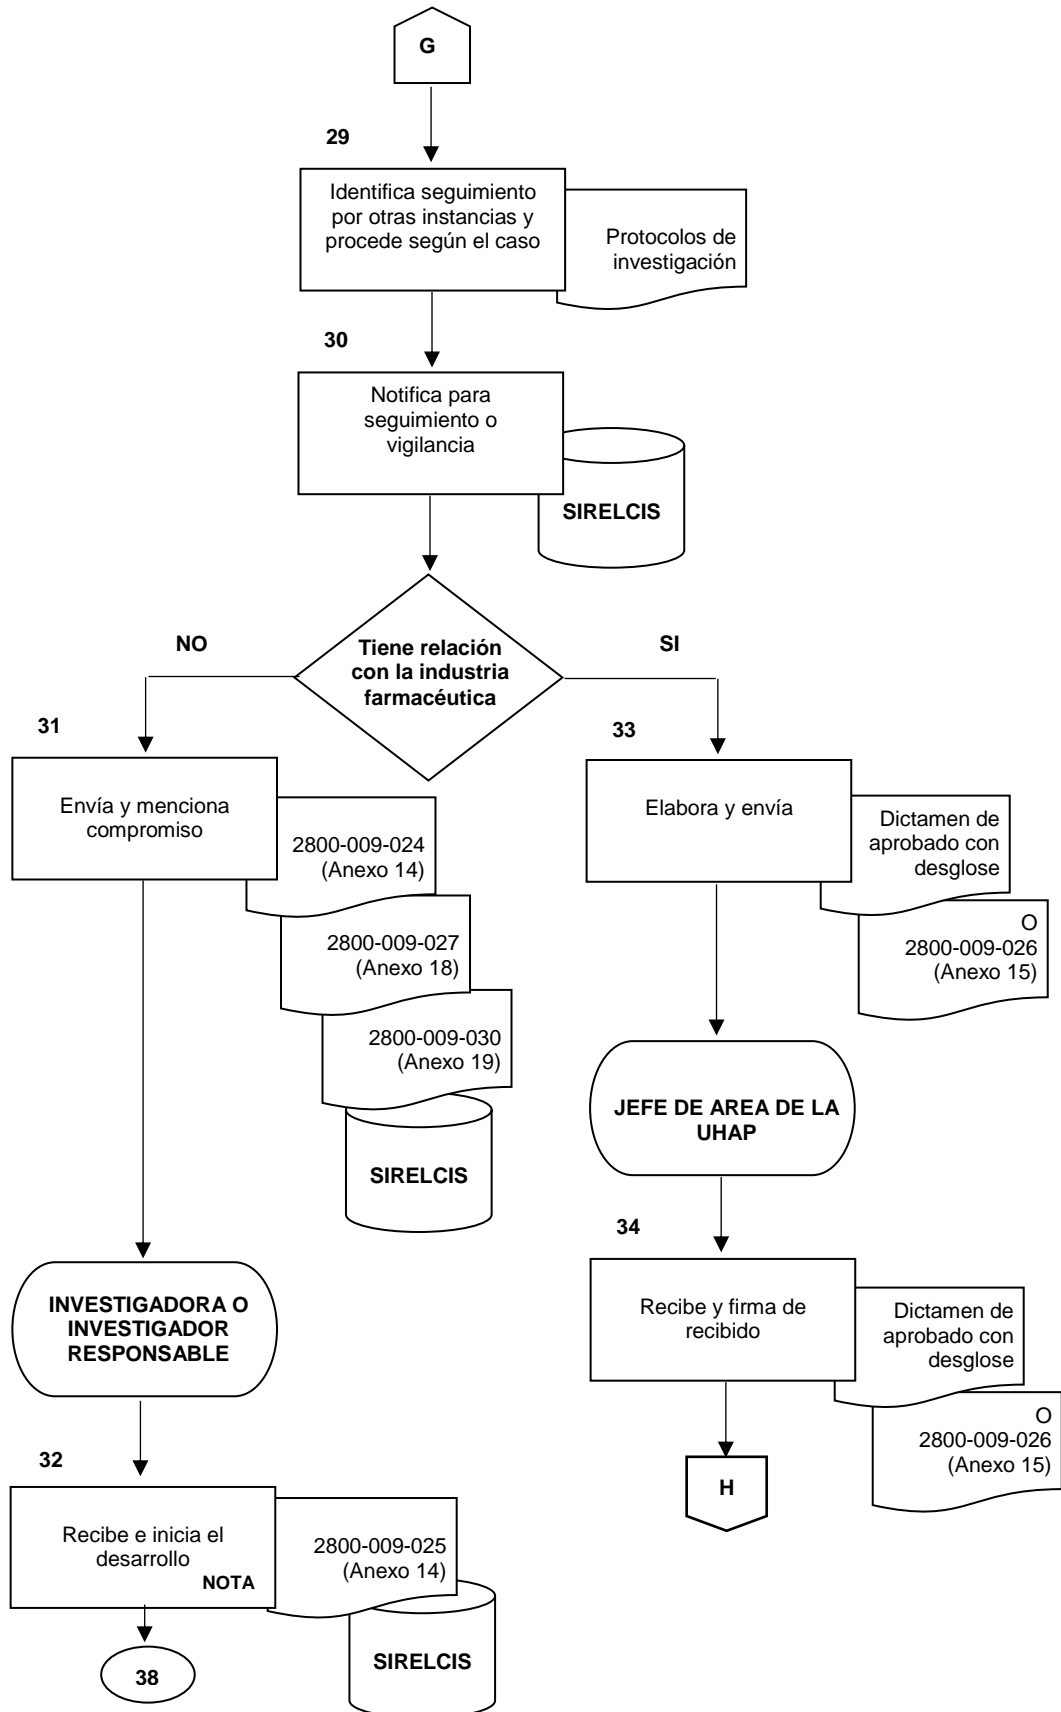 G
29
Identifica seguimiento
por otras instancias y
procede según el caso
Protocolos de
investigación
30
Notifica para
seguimiento o
vigilancia
SIRELCIS
Tiene relación
con la industria
farmacéutica
NO
SI
31
Envía y menciona
compromiso
2800-009-024
(Anexo 14)
2800-009-027
(Anexo 18)
2800-009-030
(Anexo 19)
SIRELCIS
INVESTIGADORA O
INVESTIGADOR
RESPONSABLE
32
Recibe e inicia el
desarrollo
NOTA
2800-009-025
(Anexo 14)
SIRELCIS
38
33
Elabora y envía
Dictamen de
aprobado con
desglose
O
2800-009-026
(Anexo 15)
JEFE DE AREA DE LA
UHAP
34
Recibe y firma de
recibido
Dictamen de
aprobado con
desglose
O
2800-009-026
(Anexo 15)
H